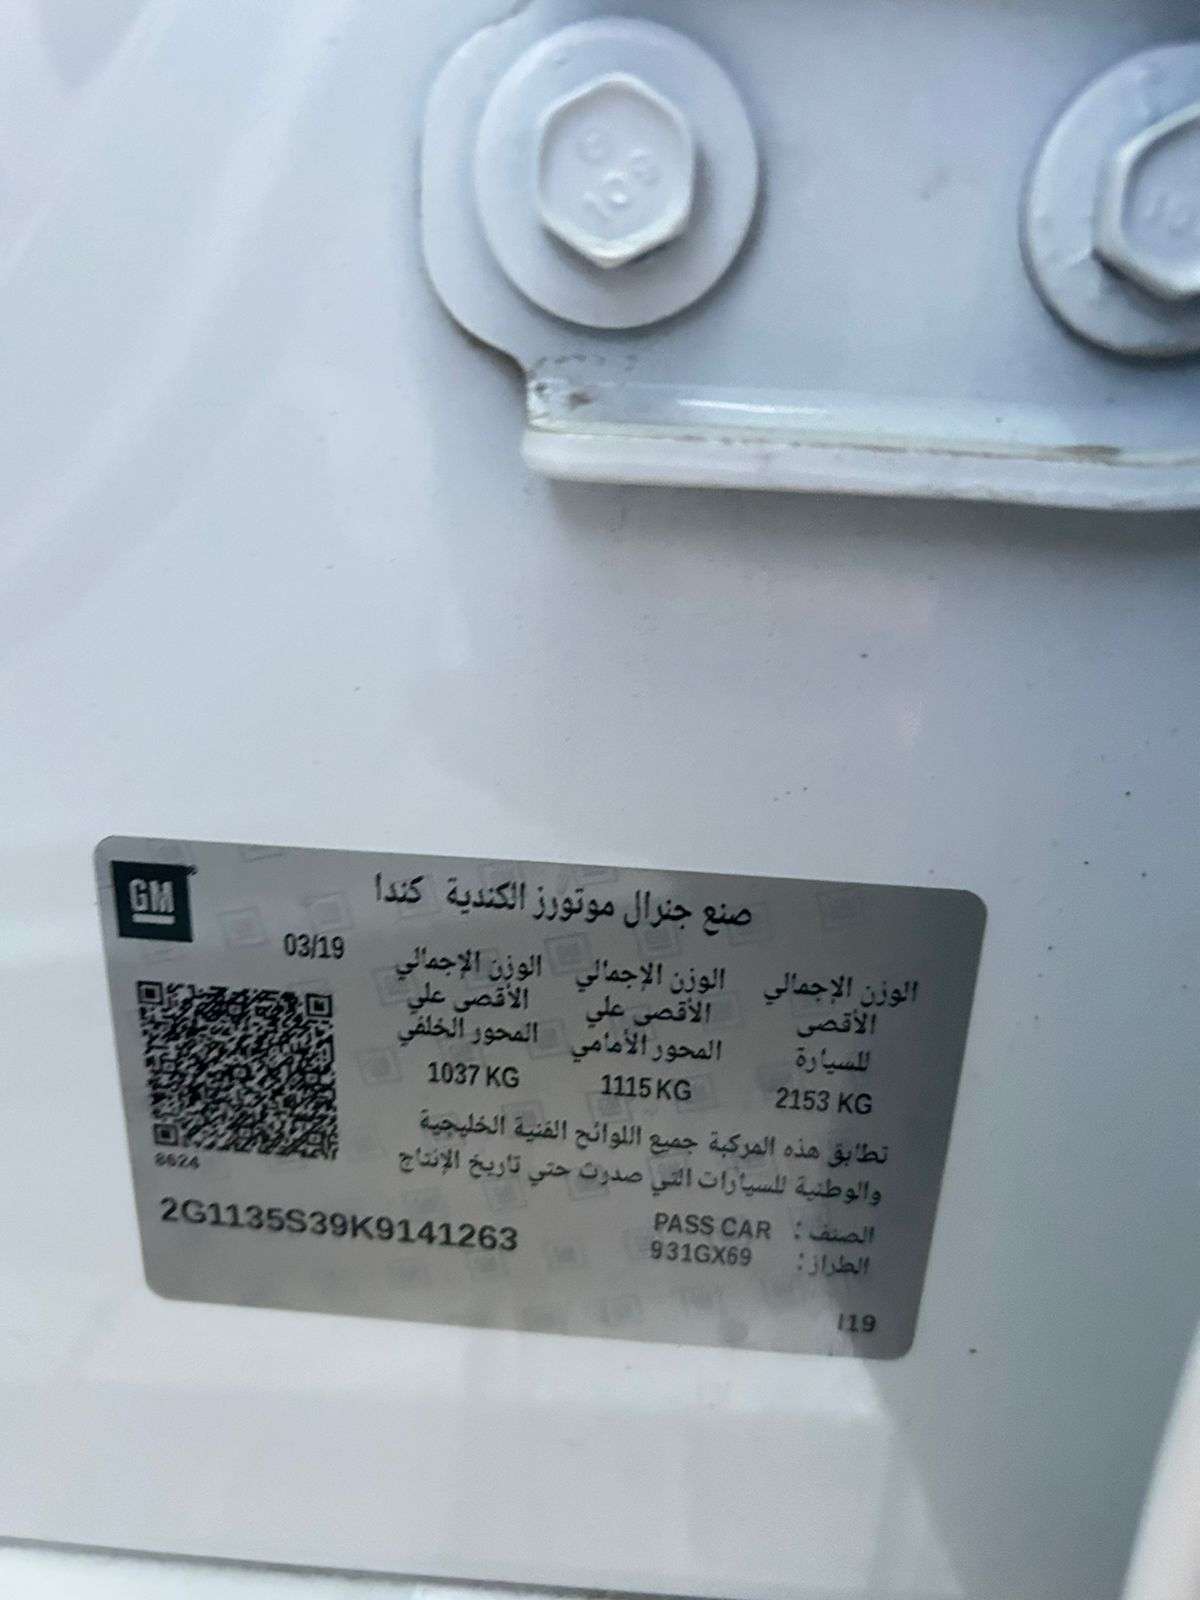 GM
صنع جنرال موتورز الكندية كندا
03/19
الوزن الإجمالي الأقصى للسيارة
2153 KG
الوزن الإجمالي الأقصى علي المحور الأمامي
1115 KG
الوزن الإجمالي الأقصى علي المحور الخلفي
1037 KG
تطابق هذه المركبة جميع اللوائح الفنية الخليجية
والوطنية للسيارات التي صدرت حتي تاريخ الإنتاج
8624
2G1135S39K9141263
الصنف : PASS CAR
الطراز : 931GX69